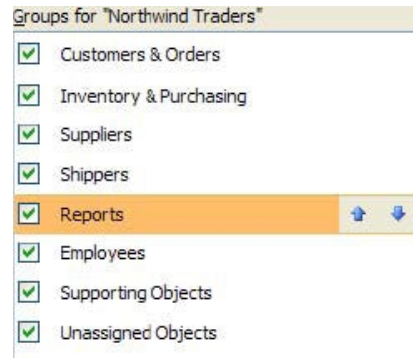 Groups for "Northwind Traders"
Customers & Orders
Inventory & Purchasing
Suppliers
Shippers
Reports
Employees
Supporting Objects
Unassigned Objects